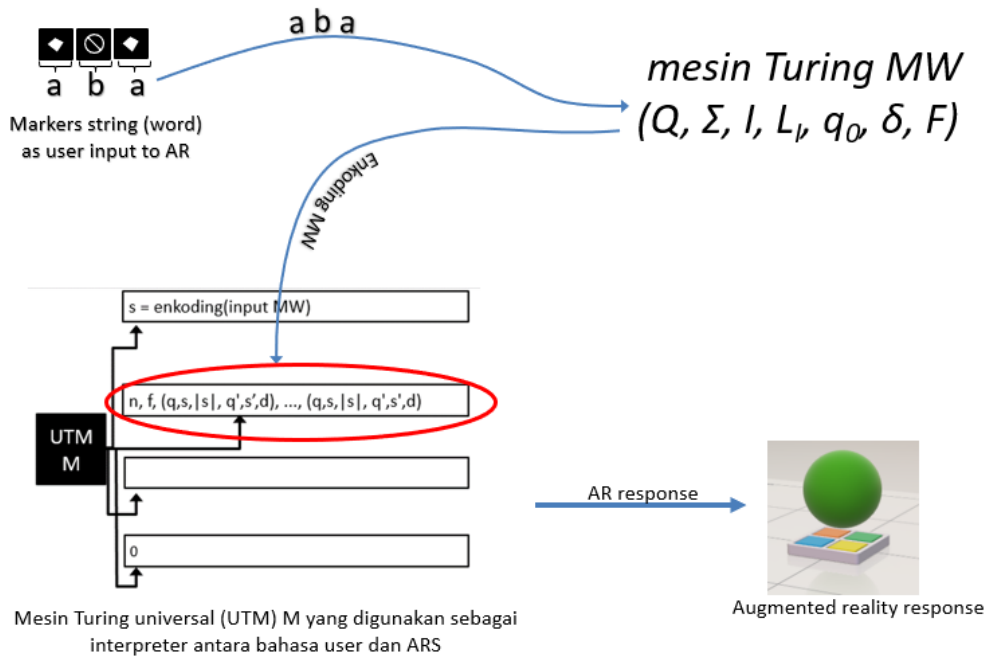 a b a
a b a
Markers string (word)
as user input to AR
mesin Turing MW
(Q, Σ, I, L_I, q_0, δ, F)
Enkoding MW
s = enkoding(input MW)
n, f, (q,s,|s|, q',s',d), ..., (q,s,|s|, q',s',d)
UTM
M
0
AR response
Mesin Turing universal (UTM) M yang digunakan sebagai
interpreter antara bahasa user dan ARS
Augmented reality response